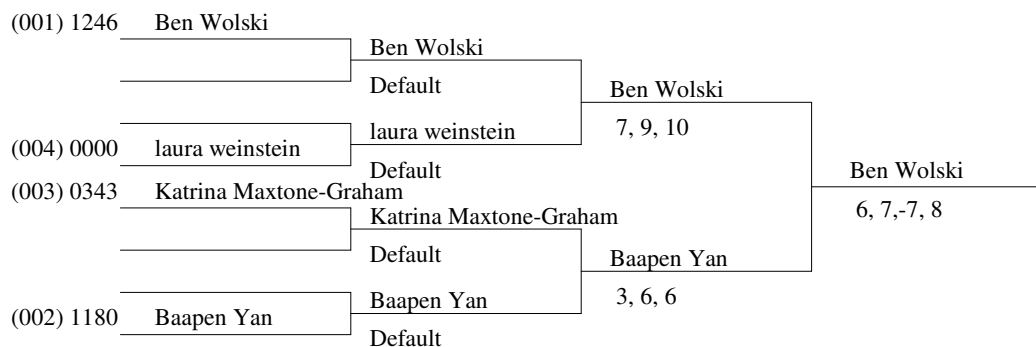 (001) 1246 Ben Wolski
Ben Wolski
Default
Ben Wolski
7, 9, 10
(004) 0000 laura weinstein
laura weinstein
Default
Ben Wolski
6, 7,-7, 8
(003) 0343 Katrina Maxtone-Graham
Katrina Maxtone-Graham
Default
Baapen Yan
3, 6, 6
(002) 1180 Baapen Yan
Baapen Yan
Default